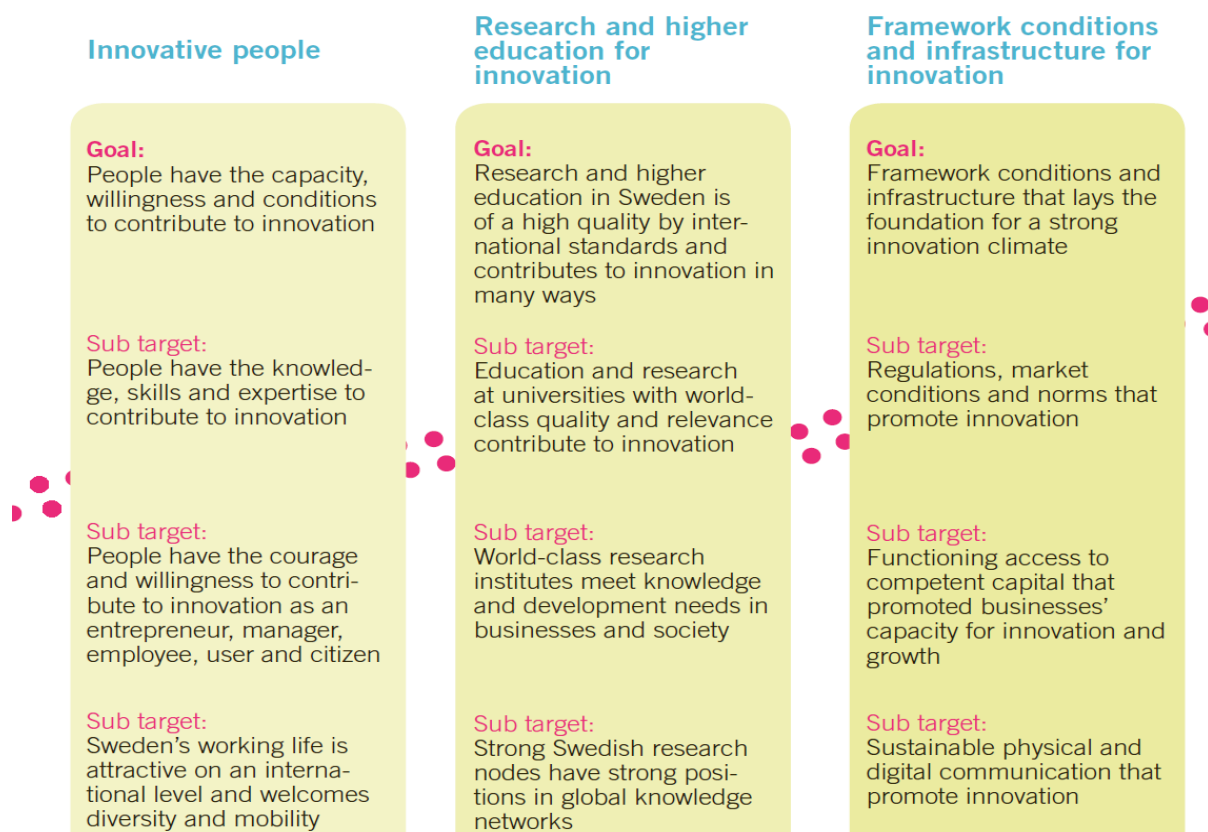 Innovative people
Goal:
People have the capacity,
willingness and conditions
to contribute to innovation
Sub target:
People have the knowled-
ge, skills and expertise to
contribute to innovation
Sub target:
People have the courage
and willingness to contri-
bute to innovation as an
entrepreneur, manager,
employee, user and citizen
Sub target:
Sweden's working life is
attractive on an interna-
tional level and welcomes
diversity and mobility
Research and higher
education for
innovation
Goal:
Research and higher
education in Sweden is
of a high quality by inter-
national standards and
contributes to innovation in
many ways
Sub target:
Education and research
at universities with world-
class quality and relevance
contribute to innovation
Sub target:
World-class research
institutes meet knowledge
and development needs in
businesses and society
Sub target:
Strong Swedish research
nodes have strong posi-
tions in global knowledge
networks
Framework conditions
and infrastructure for
innovation
Goal:
Framework conditions and
infrastructure that lays the
foundation for a strong
innovation climate
Sub target:
Regulations, market
conditions and norms that
promote innovation
Sub target:
Functioning access to
competent capital that
promoted businesses'
capacity for innovation and
growth
Sub target:
Sustainable physical and
digital communication that
promote innovation